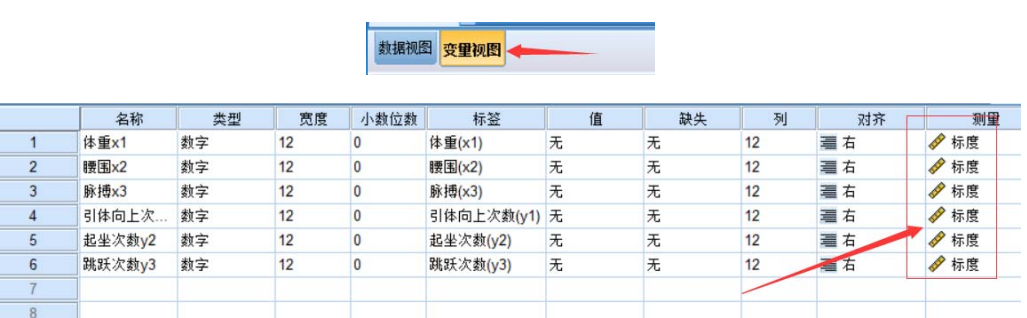 数据视图 变量视图
名称 类型 宽度 小数位数 标签 值 缺失 列 对齐 测量
1 体重x1 数字 12 0 体重(x1) 无 无 12 右 标度
2 腰围x2 数字 12 0 腰围(x2) 无 无 12 右 标度
3 脉搏x3 数字 12 0 脉搏(x3) 无 无 12 右 标度
4 引体向上次... 数字 12 0 引体向上次数(y1) 无 无 12 右 标度
5 起坐次数y2 数字 12 0 起坐次数(y2) 无 无 12 右 标度
6 跳跃次数y3 数字 12 0 跳跃次数(y3) 无 无 12 右 标度
7
8